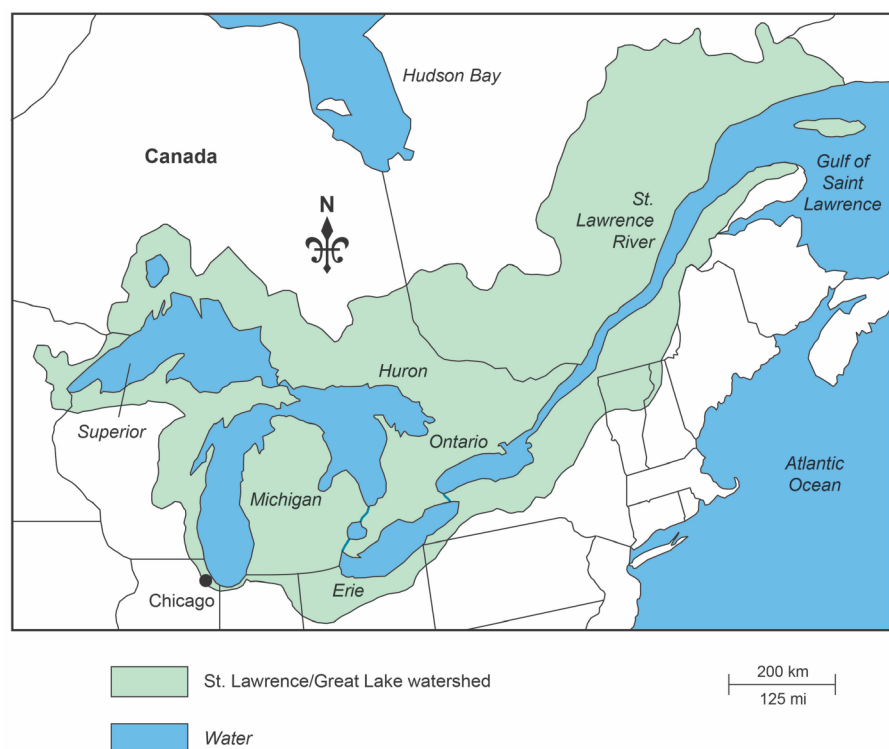 Hudson Bay
Canada
N
Gulf of
Saint
Lawrence
St.
Lawrence
River
Huron
Superior
Ontario
Michigan
Atlantic
Ocean
Chicago
Erie
St. Lawrence/Great Lake watershed
200 km
125 mi
Water